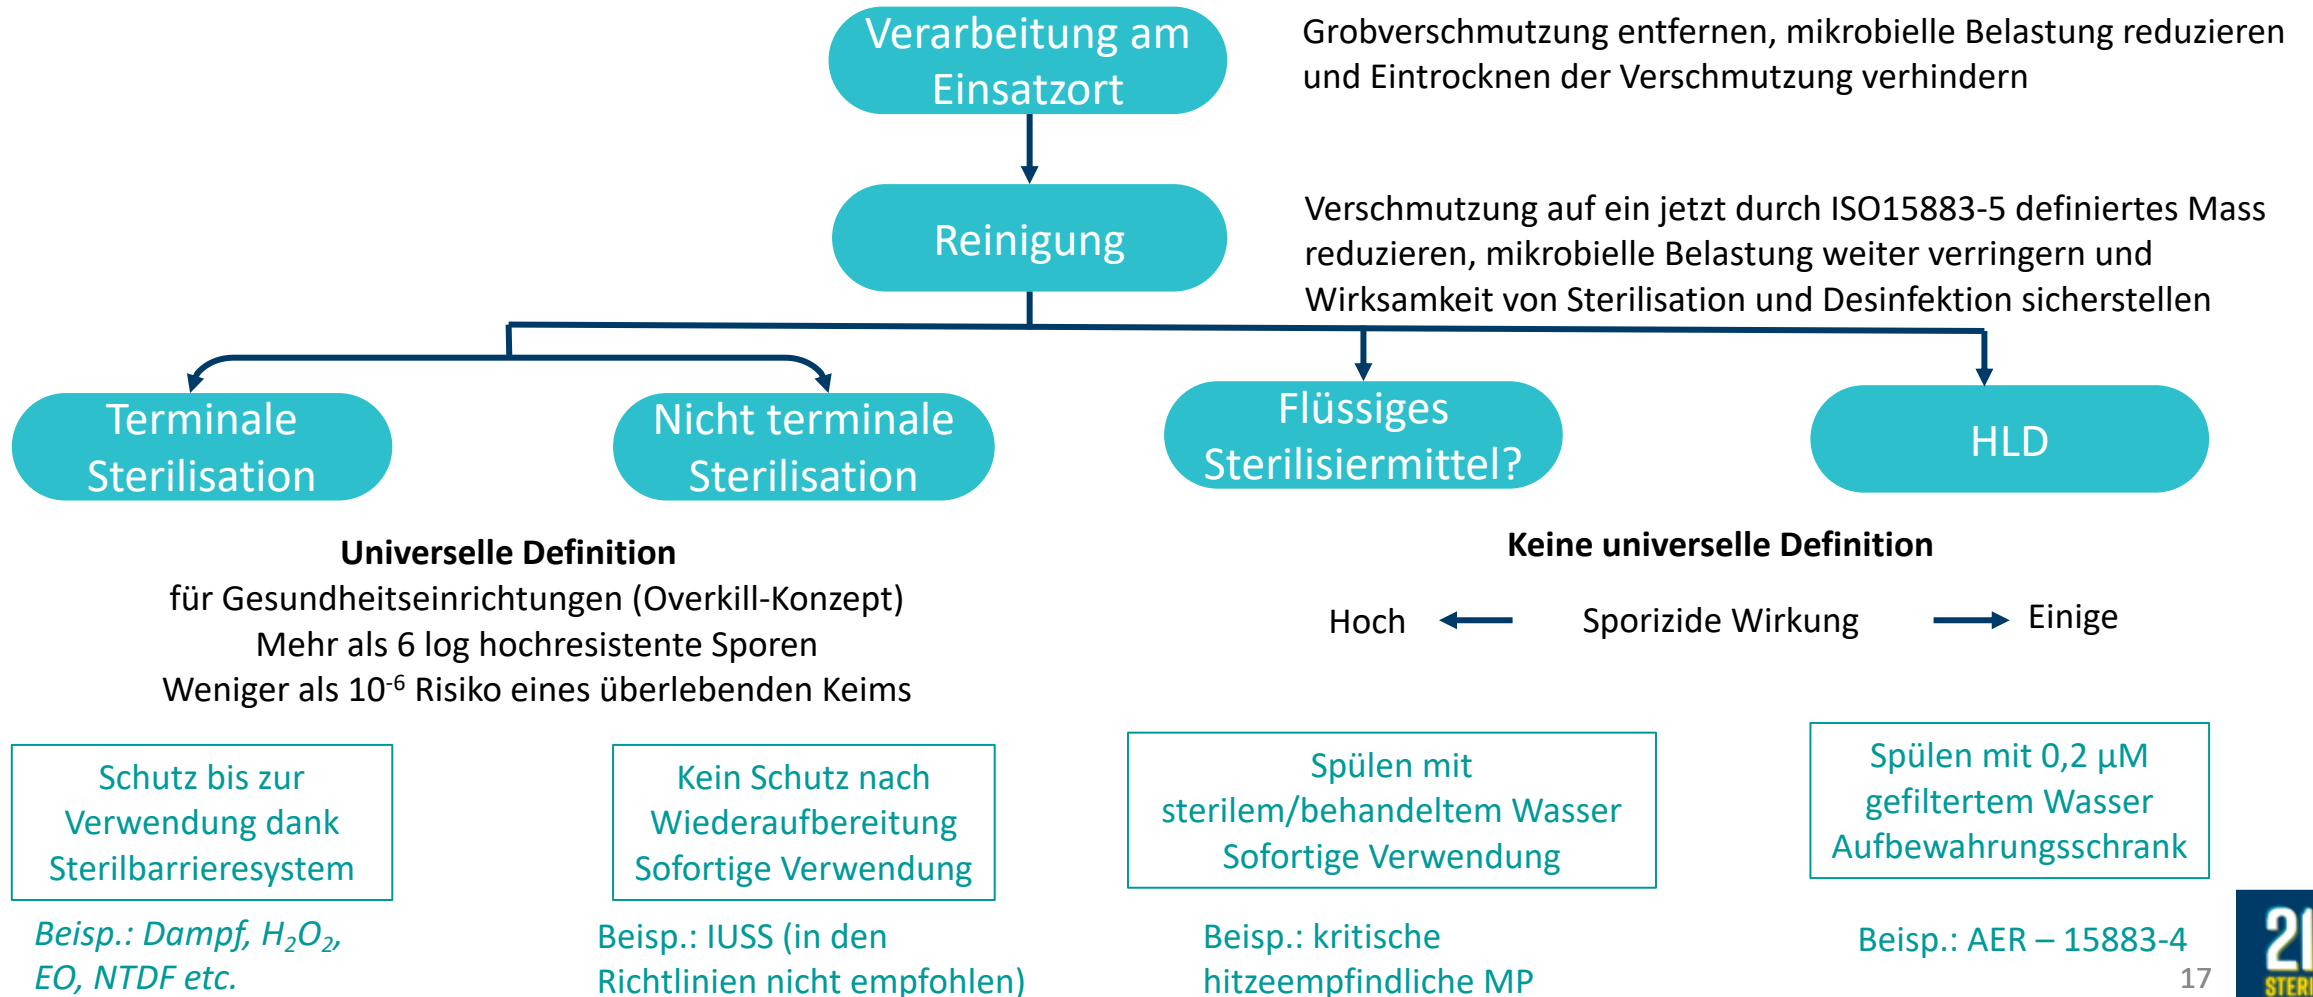 Verarbeitung am
Einsatzort
Grobverschmutzung entfernen, mikrobielle Belastung reduzieren
und Eintrocknen der Verschmutzung verhindern
Reinigung
Verschmutzung auf ein jetzt durch ISO15883-5 definiertes Mass
reduzieren, mikrobielle Belastung weiter verringern und
Wirksamkeit von Sterilisation und Desinfektion sicherstellen
Terminale
Sterilisation
Nicht terminale
Sterilisation
Flüssiges
Sterilisiermittel?
HLD
Universelle Definition
für Gesundheitseinrichtungen (Overkill-Konzept)
Mehr als 6 log hochresistente Sporen
Weniger als 10⁻⁶ Risiko eines überlebenden Keims
Keine universelle Definition
Hoch Sporizide Wirkung Einige
Schutz bis zur
Verwendung dank
Sterilbarrieresystem
Kein Schutz nach
Wiederaufbereitung
Sofortige Verwendung
Spülen mit
sterilem/behandeltem Wasser
Sofortige Verwendung
Spülen mit 0,2 µM
gefiltertem Wasser
Aufbewahrungsschrank
Beisp.: Dampf, H₂O₂,
EO, NTDF etc.
Beisp.: IUSS (in den
Richtlinien nicht empfohlen)
Beisp.: kritische
hitzeempfindliche MP
Beisp.: AER – 15883-4
17